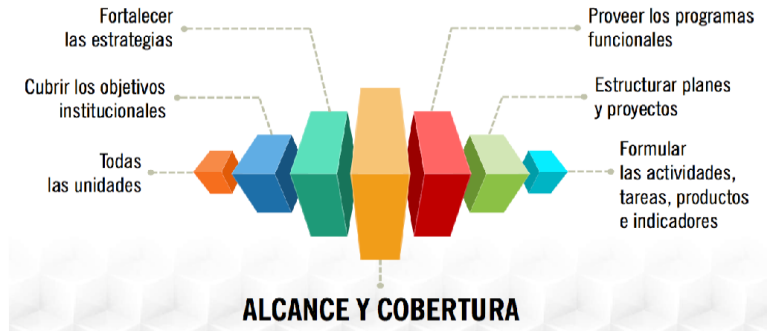 Fortalecer
las estrategias
Cubrir los objetivos
institucionales
Todas
las unidades
Proveer los programas
funcionales
Estructurar planes
y proyectos
Formular
las actividades,
tareas, productos
e indicadores
ALCANCE Y COBERTURA